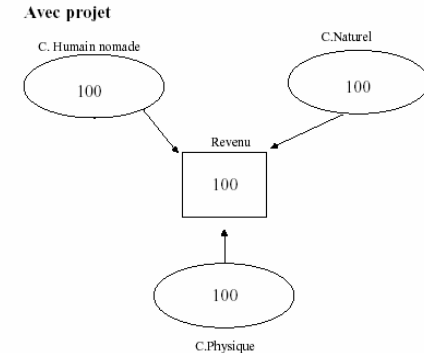 Avec projet
C. Humain nomade
C.Naturel
100
100
Revenu
100
100
C.Physique